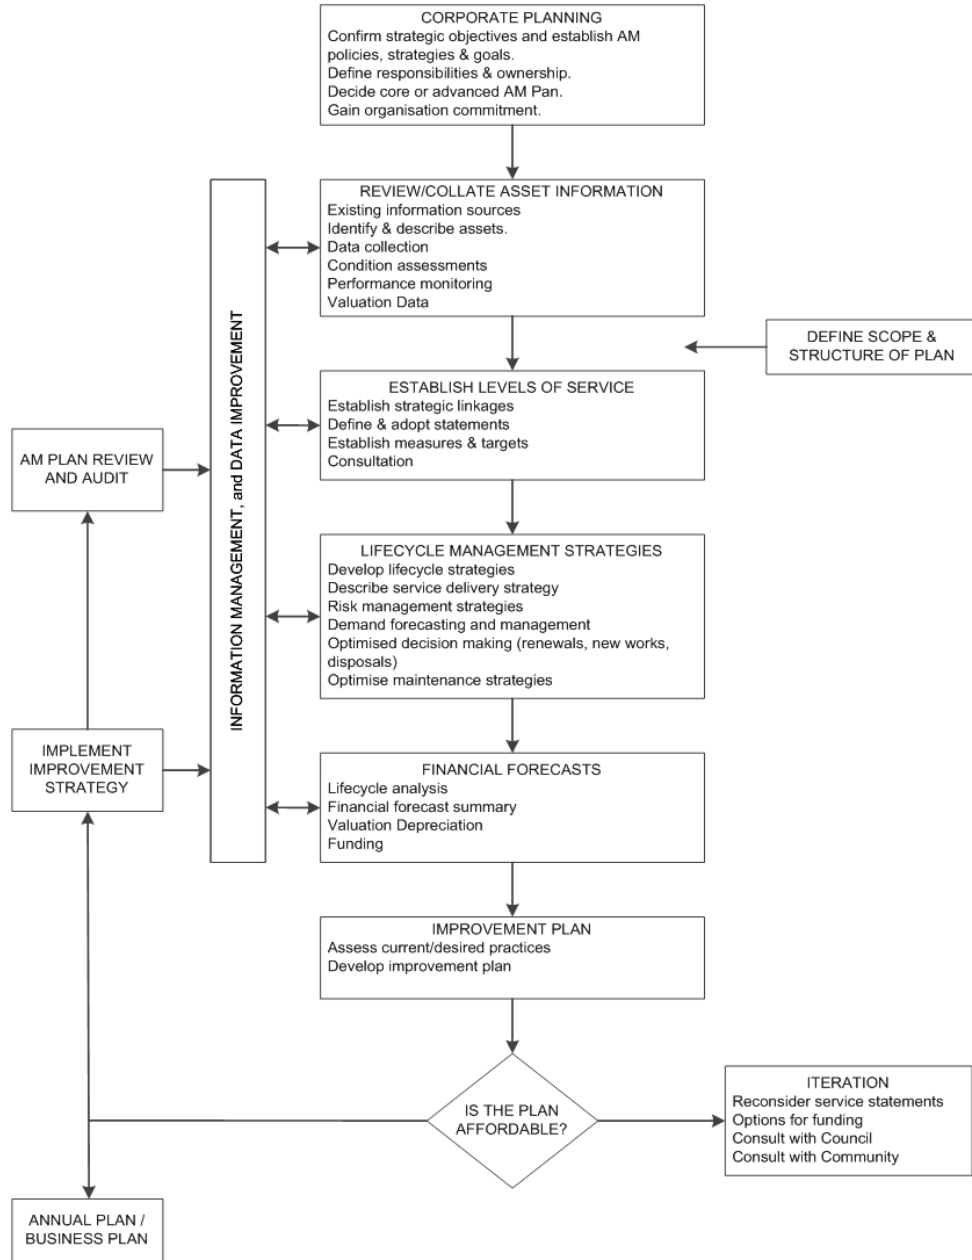 CORPORATE PLANNING
Confirm strategic objectives and establish AM
policies, strategies & goals.
Define responsibilities & ownership.
Decide core or advanced AM Pan.
Gain organisation commitment.
REVIEW/COLLATE ASSET INFORMATION
Existing information sources
Identify & describe assets.
Data collection
Condition assessments
Performance monitoring
Valuation Data
DEFINE SCOPE &
STRUCTURE OF PLAN
INFORMATION MANAGEMENT, and DATA IMPROVEMENT
ESTABLISH LEVELS OF SERVICE
Establish strategic linkages
Define & adopt statements
Establish measures & targets
Consultation
AM PLAN REVIEW
AND AUDIT
LIFECYCLE MANAGEMENT STRATEGIES
Develop lifecycle strategies
Describe service delivery strategy
Risk management strategies
Demand forecasting and management
Optimised decision making (renewals, new works,
disposals)
Optimise maintenance strategies
IMPLEMENT
IMPROVEMENT
STRATEGY
FINANCIAL FORECASTS
Lifecycle analysis
Financial forecast summary
Valuation Depreciation
Funding
IMPROVEMENT PLAN
Assess current/desired practices
Develop improvement plan
IS THE PLAN
AFFORDABLE?
ITERATION
Reconsider service statements
Options for funding
Consult with Council
Consult with Community
ANNUAL PLAN /
BUSINESS PLAN